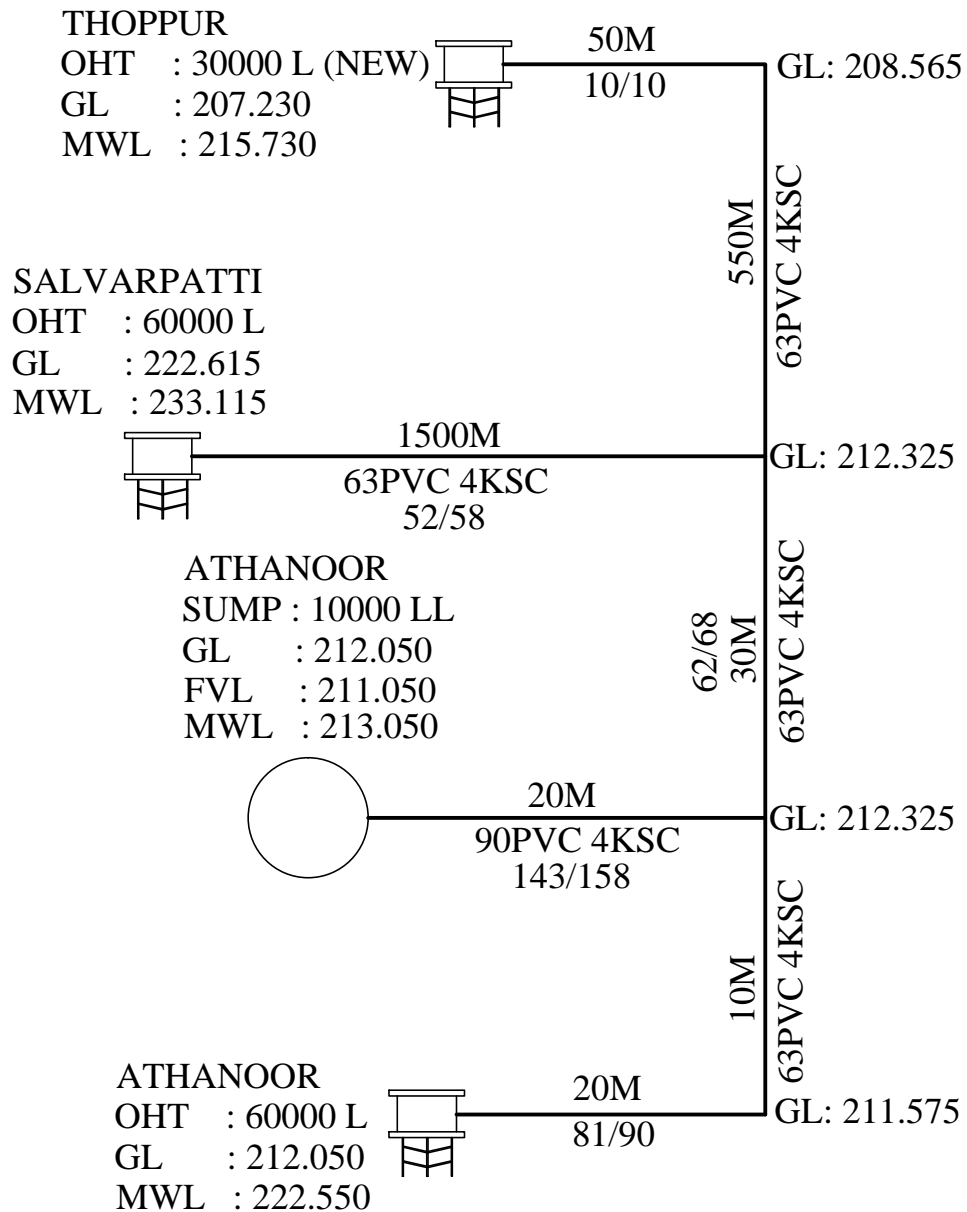 THOPPUR
OHT : 30000 L (NEW)
GL : 207.230
MWL : 215.730
50M
10/10
GL: 208.565
550M
63PVC 4KSC
SALVARPATTI
OHT : 60000 L
GL : 222.615
MWL : 233.115
1500M
63PVC 4KSC
52/58
GL: 212.325
ATHANOOR
SUMP : 10000 LL
GL : 212.050
FVL : 211.050
MWL : 213.050
62/68
30M
63PVC 4KSC
20M
90PVC 4KSC
143/158
GL: 212.325
10M
63PVC 4KSC
ATHANOOR
OHT : 60000 L
GL : 212.050
MWL : 222.550
20M
81/90
GL: 211.575